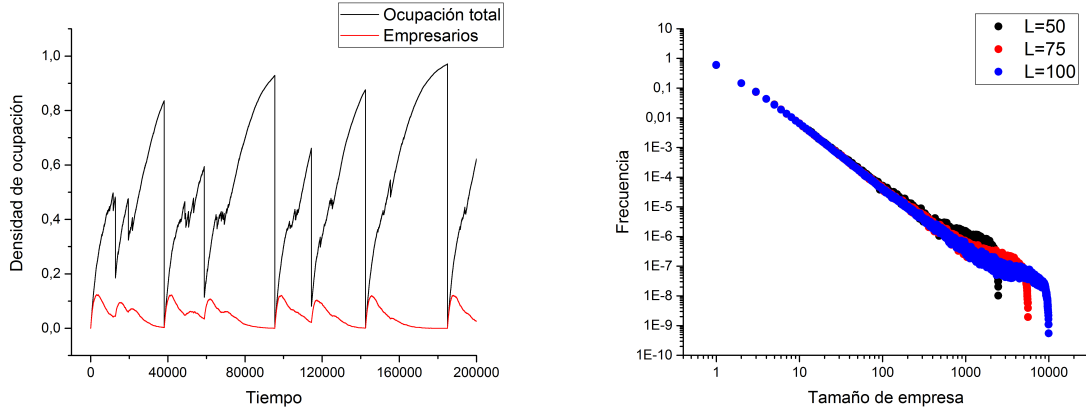 Ocupación total
Empresarios
1,0
0,8
0,6
0,4
0,2
0,0
Densidad de ocupación
0
40000
80000
120000
160000
200000
Tiempo
L=50
L=75
L=100
10
1
0,1
0,01
1E-3
1E-4
1E-5
1E-6
1E-7
1E-8
1E-9
1E-10
Frecuencia
1
10
100
1000
10000
Tamaño de empresa